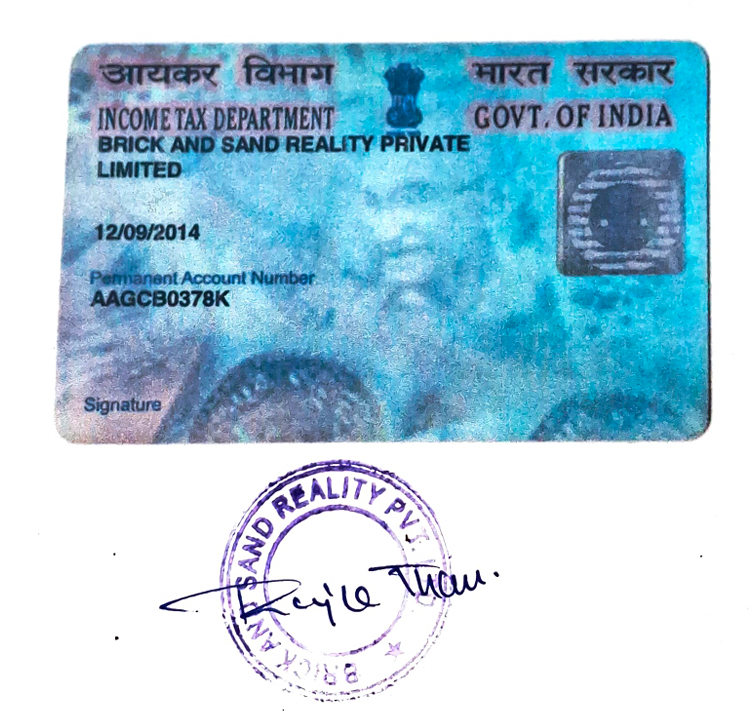 आयकर विभाग भारत सरकार
INCOME TAX DEPARTMENT GOVT. OF INDIA
BRICK AND SAND REALITY PRIVATE
LIMITED
12/09/2014
Permanent Account Number
AAGCB0378K
Signature
BRICK AND SAND REALITY PVT.